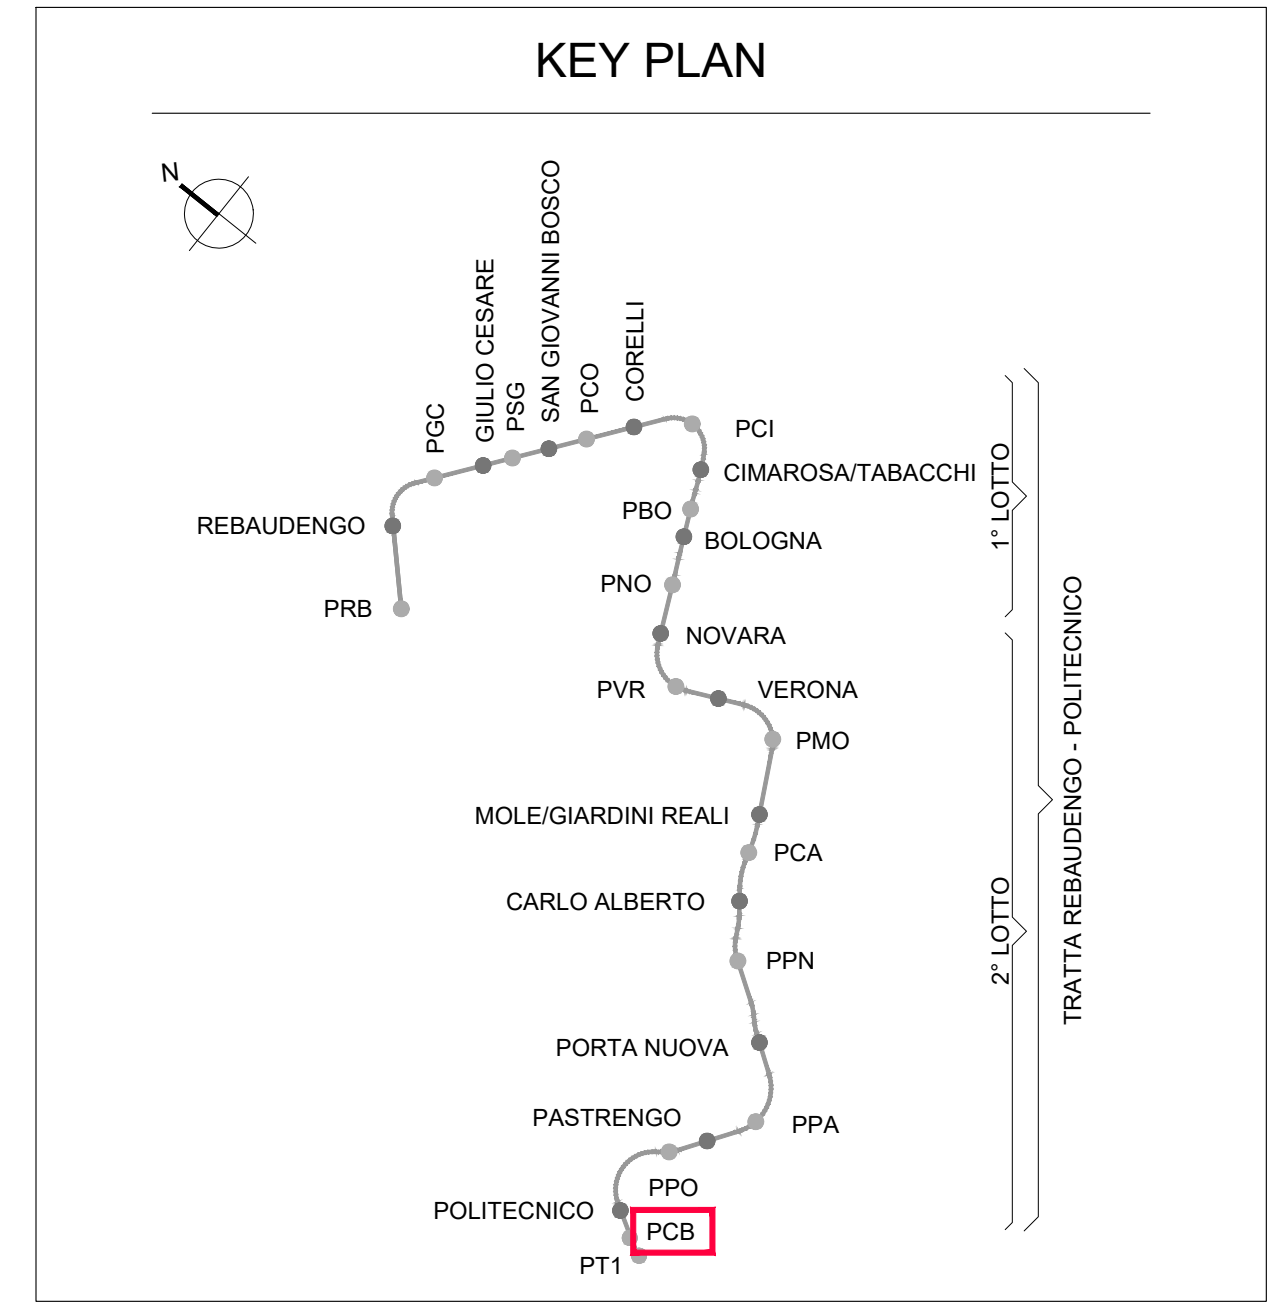 KEY PLAN
N
PGC
GIULIO CESARE
PSG
SAN GIOVANNI BOSCO
PCO
CORELLI
PCI
CIMAROSA/TABACCHI
REBAUDENGO
PBO
BOLOGNA
PNO
PRB
NOVARA
PVR
VERONA
PMO
MOLE/GIARDINI REALI
PCA
CARLO ALBERTO
PPN
PORTA NUOVA
PASTRENGO
PPA
PPO
POLITECNICO
PCB
PT1
1° LOTTO
2° LOTTO
TRATTA REBAUDENGO - POLITECNICO